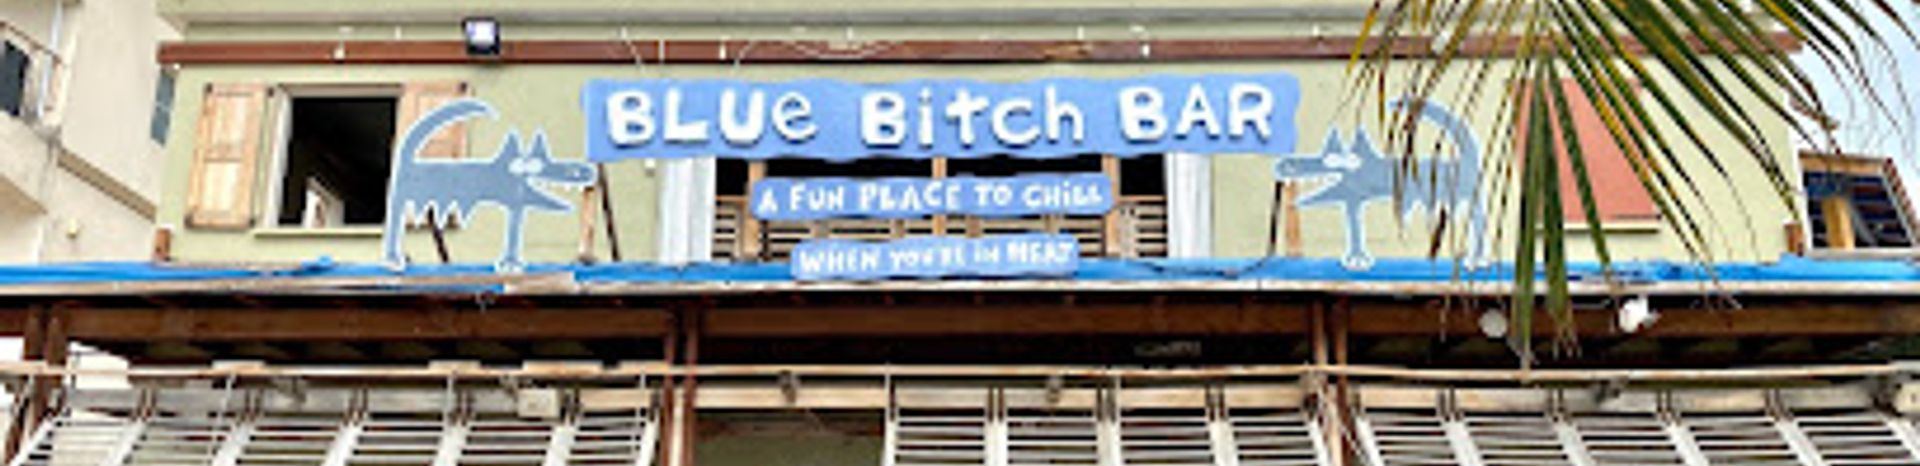 BLUe BiTCH BAR
A FUN PLACE TO CHiLL
WHEN YOU'RE iN HEAT